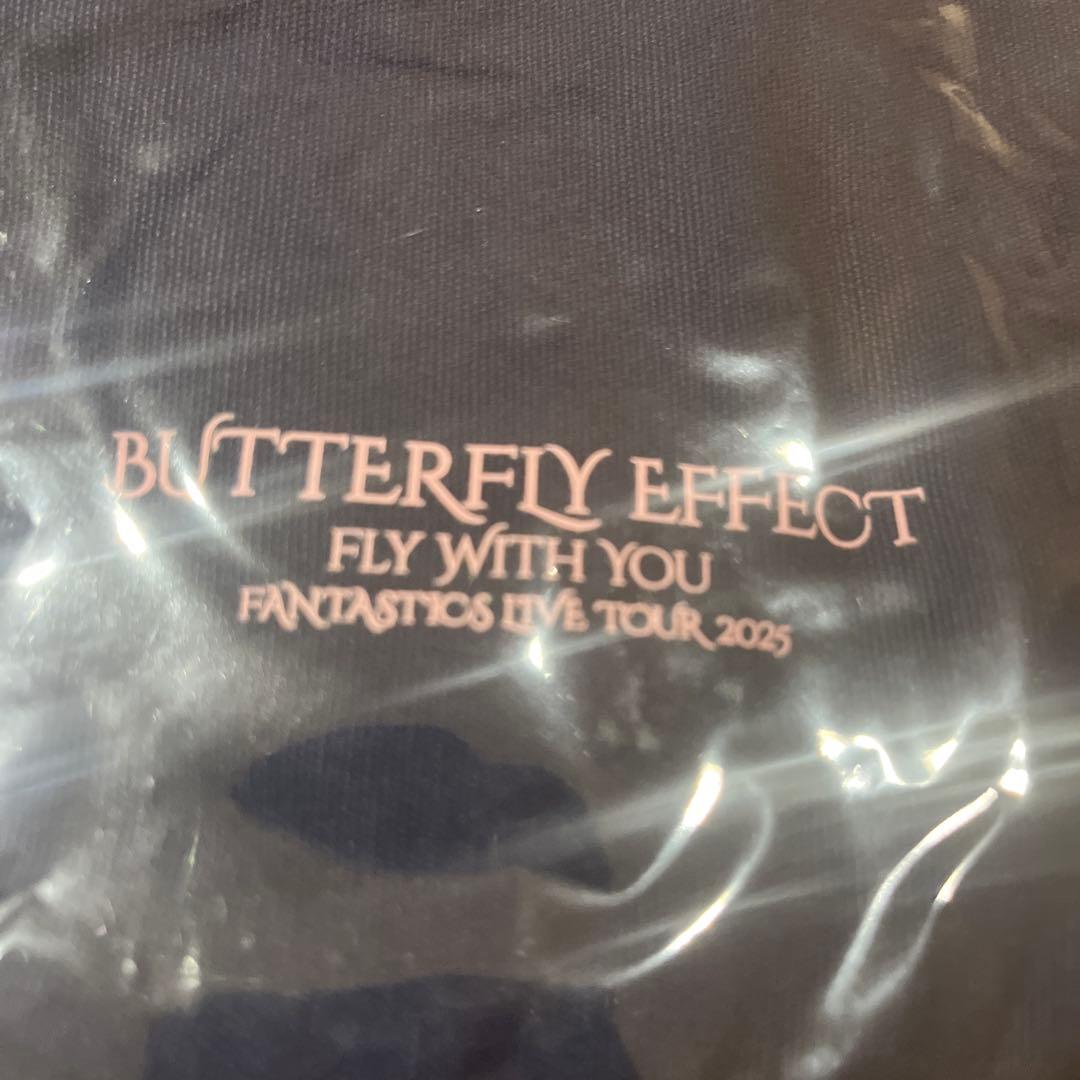 BUTTERFLY EFFECT
FLY WITH YOU
FANTASTICS LIVE TOUR 2025